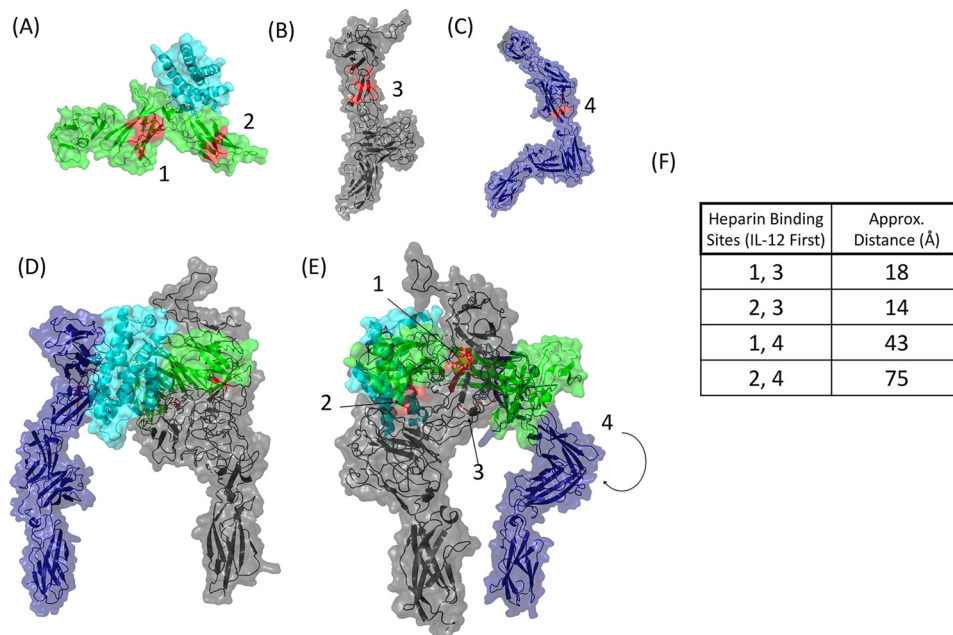 (A)
(B)
(C)
2
3
4
1
(F)
Heparin Binding Sites (IL-12 First)
Approx. Distance (Å)
1, 3
18
2, 3
14
1, 4
43
2, 4
75
(D)
(E)
1
2
3
4